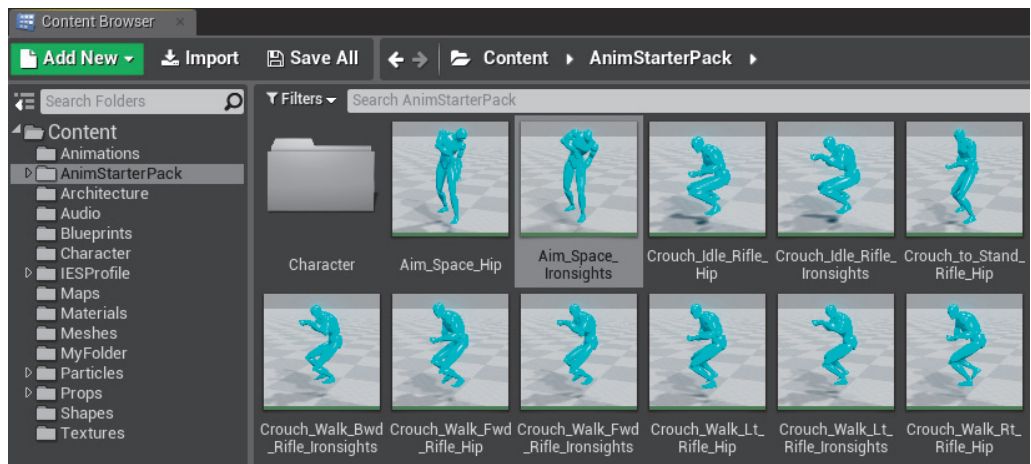 Content Browser
Add New
Import
Save All
Content
AnimStarterPack
Search Folders
Filters
Search AnimStarterPack
Content
Animations
AnimStarterPack
Architecture
Audio
Blueprints
Character
IESProfile
Maps
Materials
Meshes
MyFolder
Particles
Props
Shapes
Textures
Character
Aim_Space_Hip
Aim_Space_
Ironsights
Crouch_Idle_Rifle_
Hip
Crouch_Idle_Rifle_
Ironsights
Crouch_to_Stand_
Rifle_Hip
Crouch_Walk_Bwd
_Rifle_Ironsights
Crouch_Walk_Fwd
_Rifle_Hip
Crouch_Walk_Fwd
_Rifle_Ironsights
Crouch_Walk_Lt_
Rifle_Hip
Crouch_Walk_Lt_
Rifle_Ironsights
Crouch_Walk_Rt_
Rifle_Hip